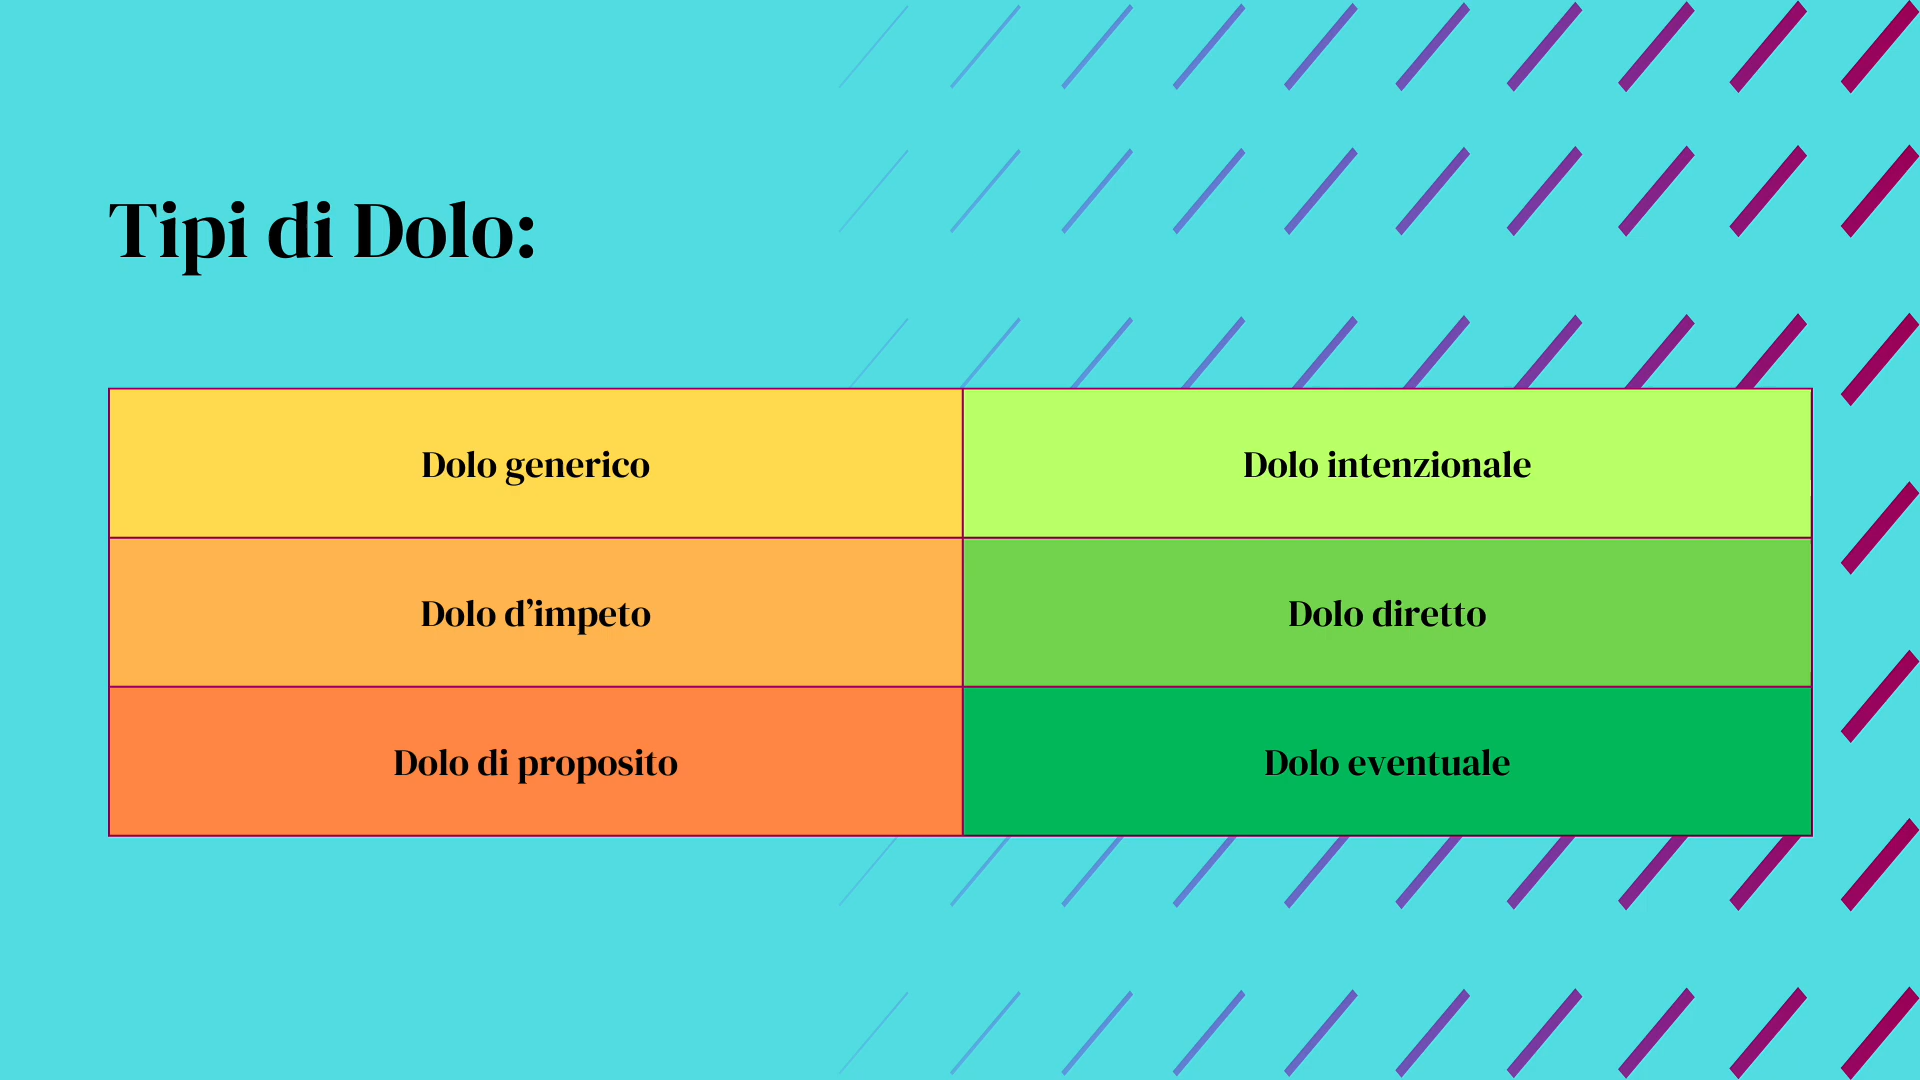 Tipi di Dolo:
Dolo generico
Dolo intenzionale
Dolo d’impeto
Dolo diretto
Dolo di proposito
Dolo eventuale